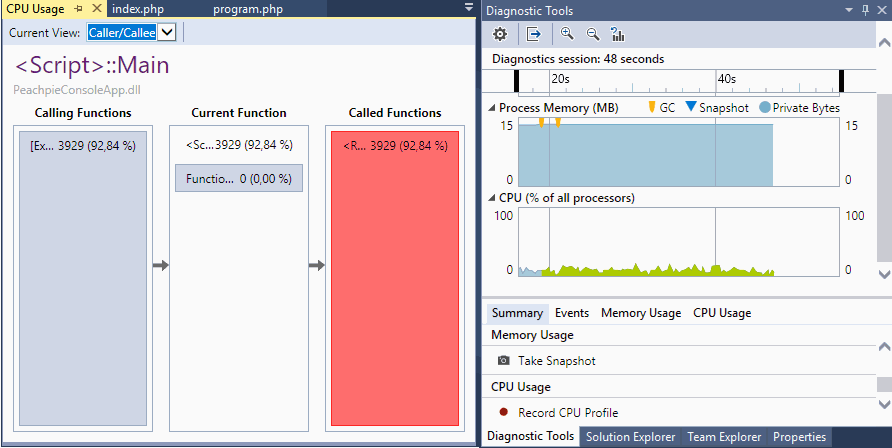 CPU Usage
index.php
program.php
Current View: Caller/Callee
<Script>::Main
PeachpieConsoleApp.dll
Calling Functions
Current Function
Called Functions
[Ex... 3929 (92,84 %)
<Sc...3929 (92,84 %)
<R... 3929 (92,84 %)
Functio... 0 (0,00 %)
Diagnostic Tools
Diagnostics session: 48 seconds
20s
40s
Process Memory (MB)
GC
Snapshot
Private Bytes
15
15
0
0
CPU (% of all processors)
100
100
0
0
Summary
Events
Memory Usage
CPU Usage
Memory Usage
Take Snapshot
CPU Usage
Record CPU Profile
Diagnostic Tools
Solution Explorer
Team Explorer
Properties